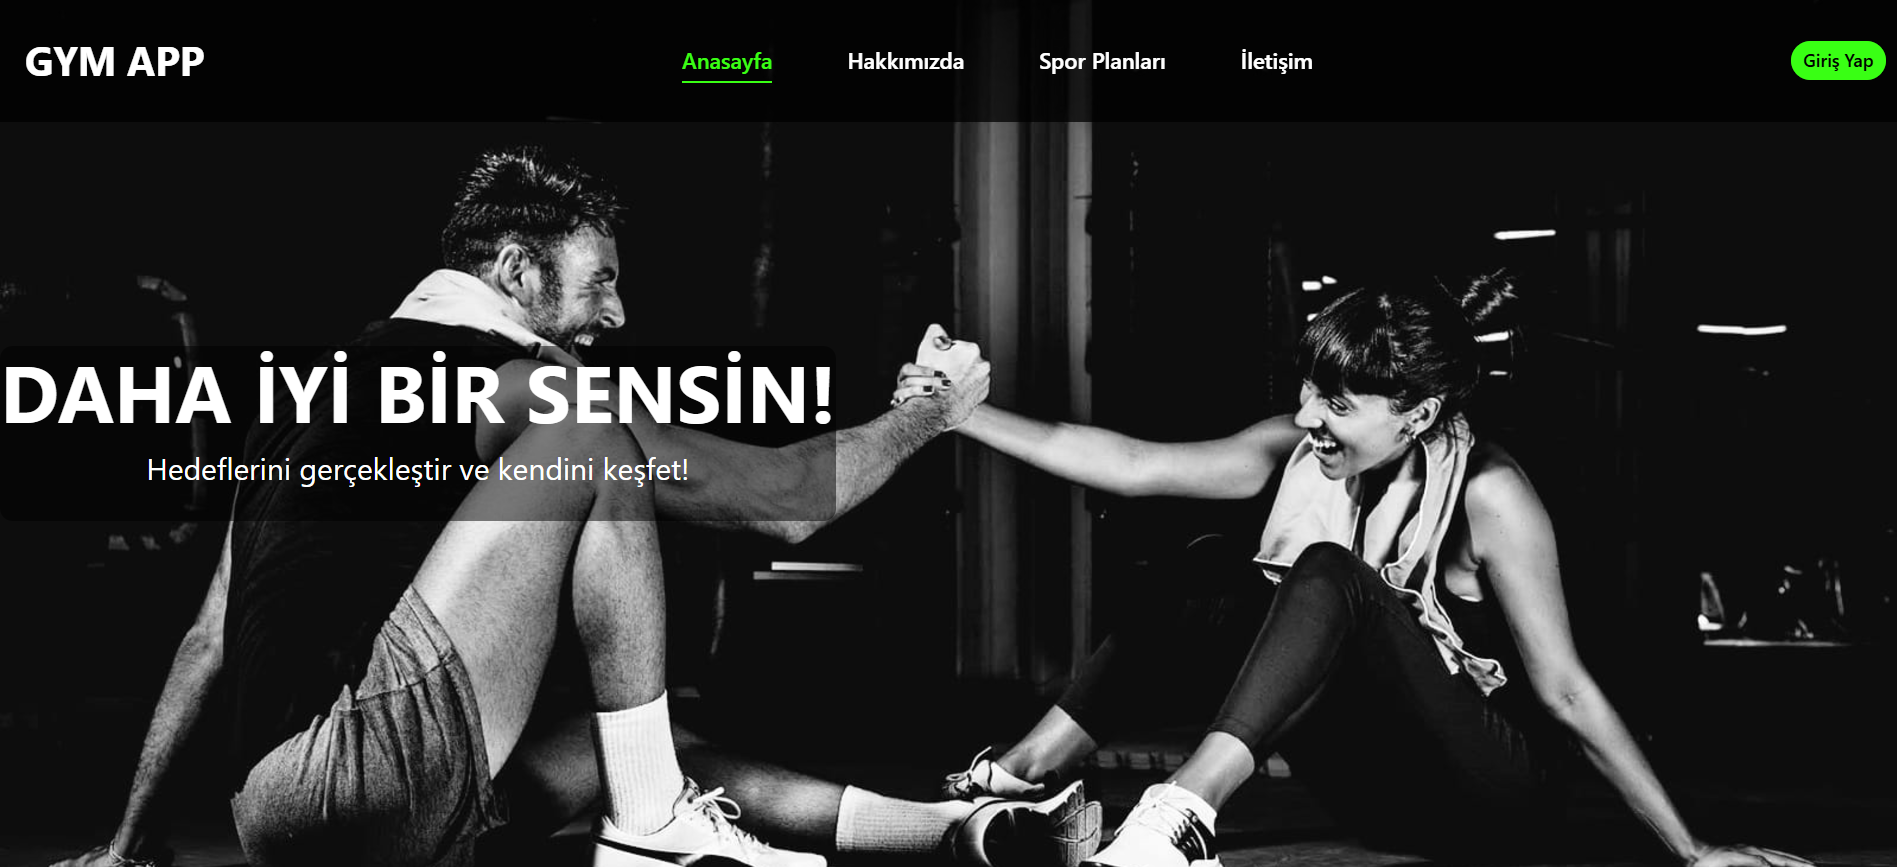 GYM APP
Anasayfa
Hakkımızda
Spor Planları
İletişim
Giriş Yap
DAHA İYİ BİR SENSİN!
Hedeflerini gerçekleştir ve kendini keşfet!